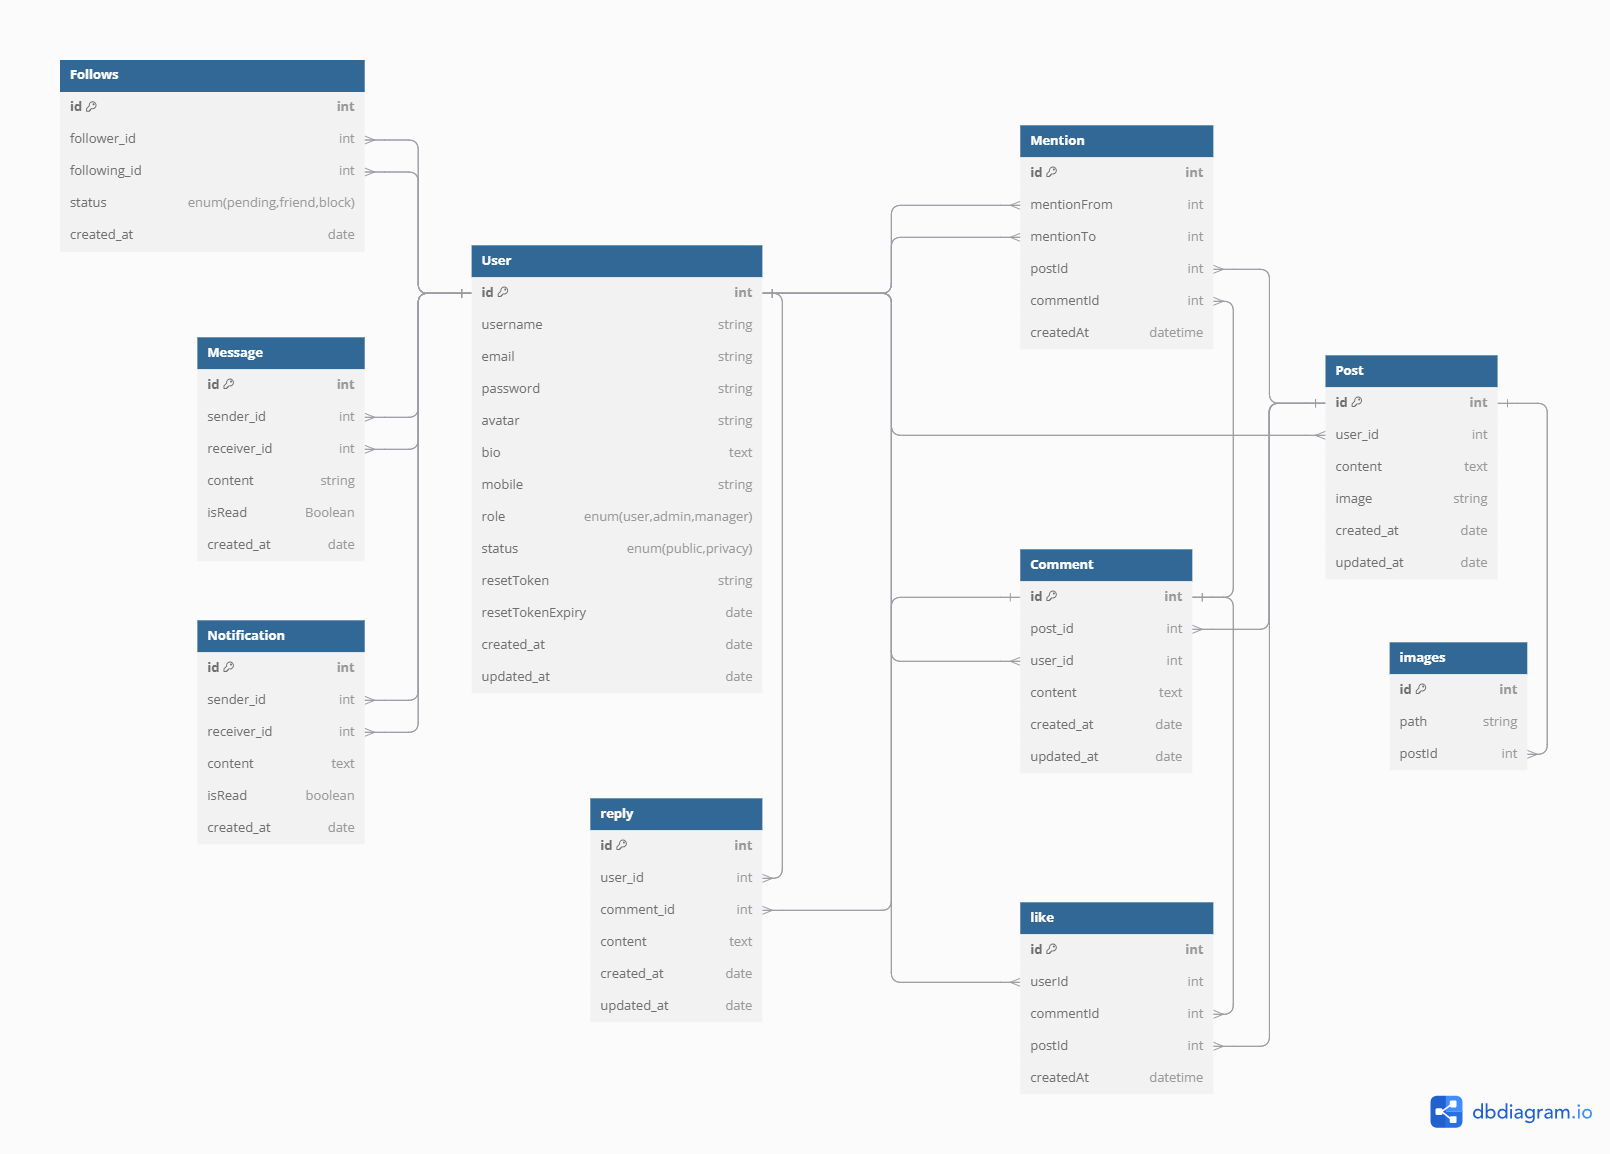 Follows
id int
follower_id int
following_id int
status enum(pending,friend,block)
created_at date
Message
id int
sender_id int
receiver_id int
content string
isRead Boolean
created_at date
Notification
id int
sender_id int
receiver_id int
content text
isRead boolean
created_at date
User
id int
username string
email string
password string
avatar string
bio text
mobile string
role enum(user,admin,manager)
status enum(public,privacy)
resetToken string
resetTokenExpiry date
created_at date
updated_at date
reply
id int
user_id int
comment_id int
content text
created_at date
updated_at date
Mention
id int
mentionFrom int
mentionTo int
postId int
commentId int
createdAt datetime
Comment
id int
post_id int
user_id int
content text
created_at date
updated_at date
like
id int
userId int
commentId int
postId int
createdAt datetime
Post
id int
user_id int
content text
image string
created_at date
updated_at date
images
id int
path string
postId int
dbdiagram.io